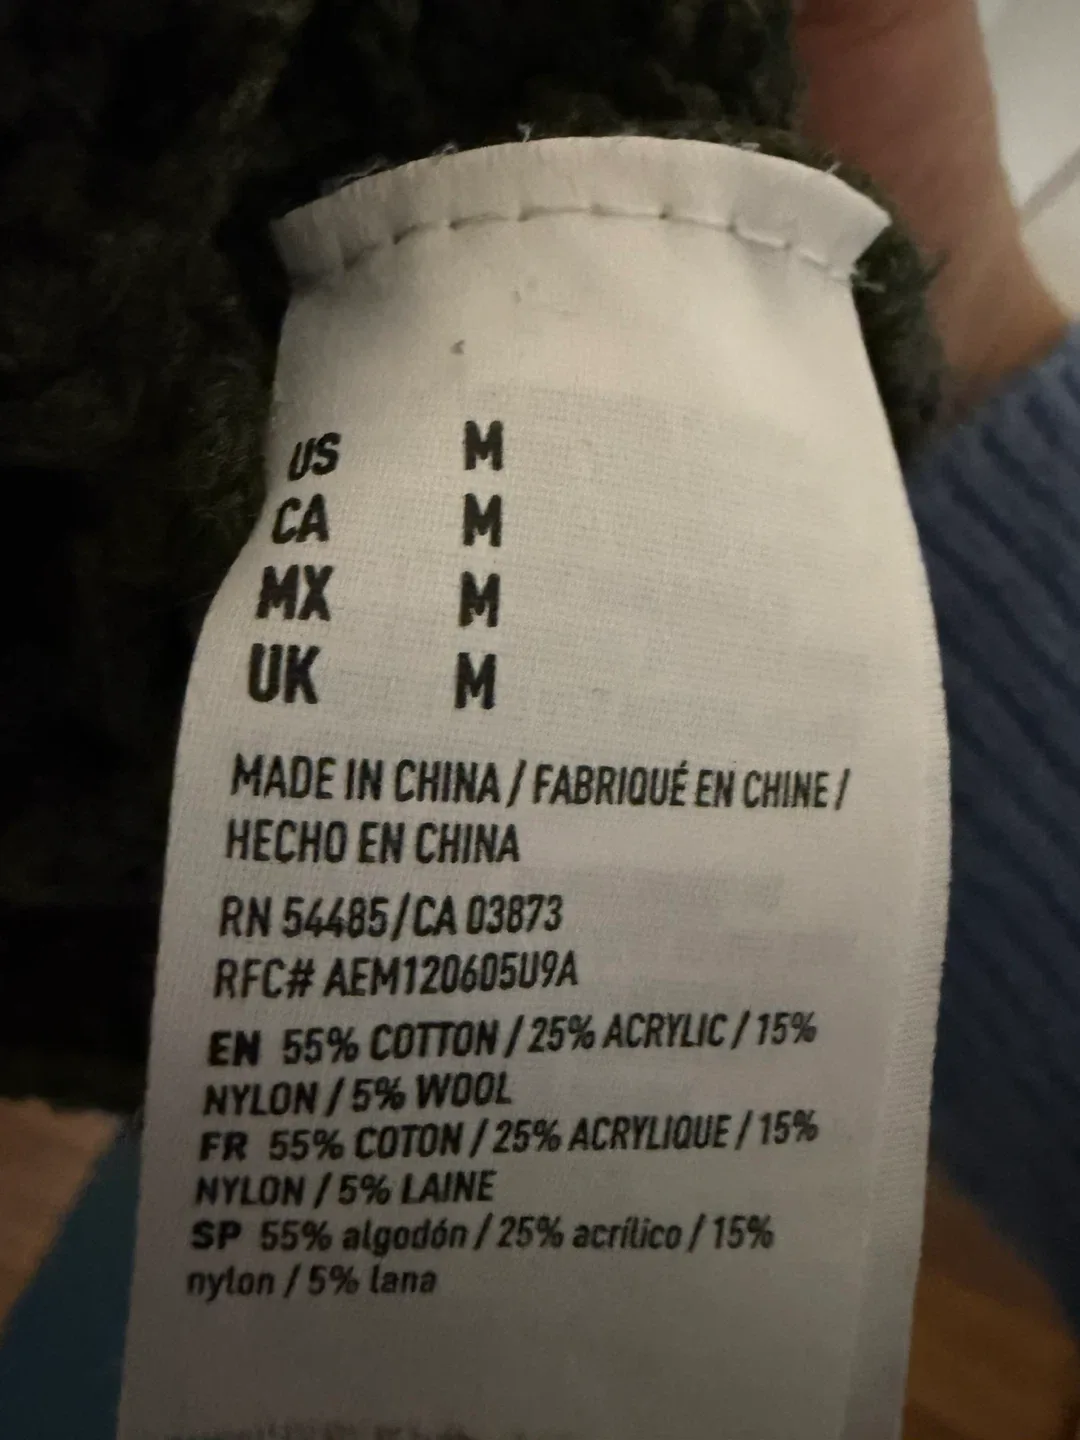 US M
CA M
MX M
UK M
MADE IN CHINA / FABRIQUÉ EN CHINE /
HECHO EN CHINA
RN 54485/CA 03873
RFC# AEM120605U9A
EN 55% COTTON / 25% ACRYLIC / 15%
NYLON / 5% WOOL
FR 55% COTON / 25% ACRYLIQUE / 15%
NYLON / 5% LAINE
SP 55% algodón / 25% acrílico / 15%
nylon / 5% lana